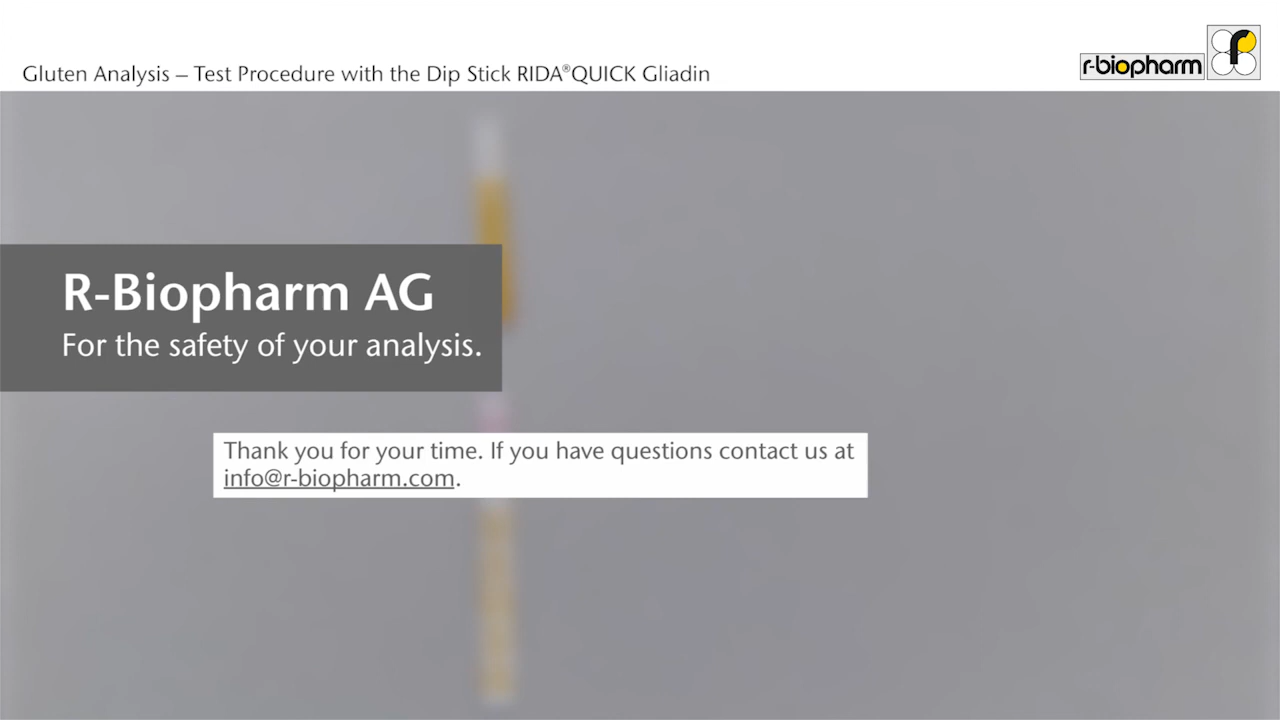 Gluten Analysis – Test Procedure with the Dip Stick RIDA®QUICK Gliadin
r-biopharm
r
R-Biopharm AG
For the safety of your analysis.
Thank you for your time. If you have questions contact us at
info@r-biopharm.com.